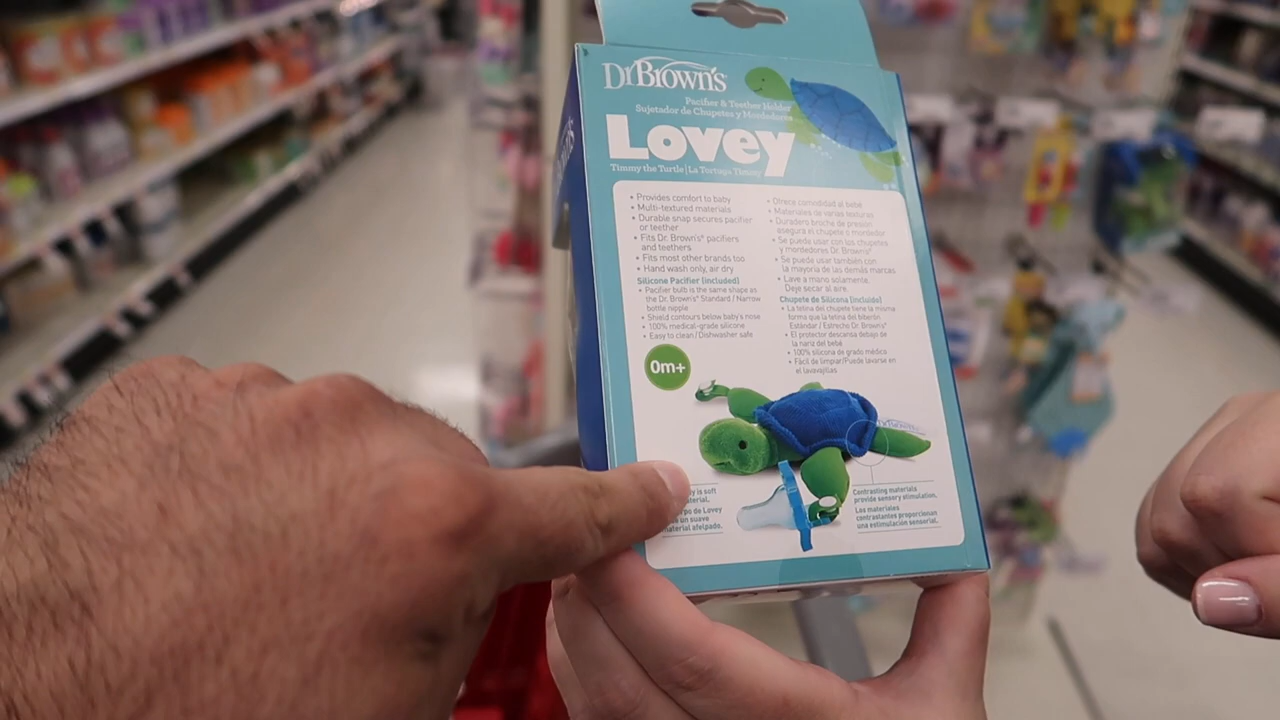 Dr Brown's
Pacifier & Teether Holder
Sujetador de Chupetes y Mordedores
Lovey
Timmy the Turtle | La Tortuga Timmy
• Provides comfort to baby
• Multi-textured materials
• Durable snap secures pacifier
or teether
• Fits Dr. Brown's® pacifiers
and teethers
• Fits most other brands too
• Hand wash only, air dry
Silicone Pacifier (included)
• Pacifier bulb is the same shape as
the Dr. Brown's® Standard / Narrow
bottle nipple
• Shield contours below baby's nose
• 100% medical-grade silicone
• Easy to clean / Dishwasher safe
• Ofrece comodidad al bebé
• Materiales de varias texturas
• Duradero broche de presión
asegura el chupete o mordedor
• Se puede usar con los chupetes
y mordedores Dr. Brown's®
• Se puede usar también con
la mayoría de las demás marcas
• Lave a mano solamente.
Deje secar al aire.
Chupete de Silicona (incluido)
• La tetina del chupete tiene la misma
forma que la tetina del biberón
Estándar / Estrecho Dr. Brown's®
• El protector descansa debajo de
la nariz del bebé
• 100% silicona de grado médico
• Fácil de limpiar/Puede lavarse en
el lavavajillas
0m+
Dr Brown's
is soft
Lovey
un suave
material afelpado.
Contrasting materials
provide sensory stimulation.
Los materiales
contrastantes proporcionan
una estimulación sensorial.